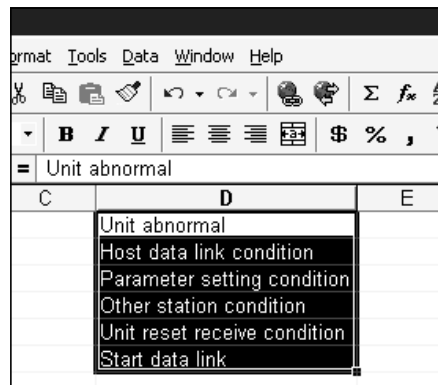 Tools Data Window Help
B I U $ % ,
= Unit abnormal
C D E
Unit abnormal
Host data link condition
Parameter setting condition
Other station condition
Unit reset receive condition
Start data link